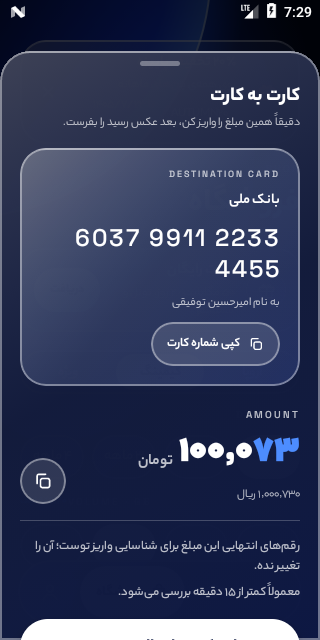 7:29
LTE
کارت به کارت
دقیقاً همین مبلغ را واریز کن، بعد عکس رسید را بفرست.
DESTINATION CARD
بانک ملی
6037 9911 2233
4455
به نام امیرحسین توفیقی
کپی شماره کارت
AMOUNT
۱۰۰,۰۷۳ تومان
۱,۰۰۰,۷۳۰ ریال
رقم‌های انتهایی این مبلغ برای شناسایی واریز توست؛ آن را
تغییر نده.
معمولاً کمتر از ۱۵ دقیقه بررسی می‌شود.